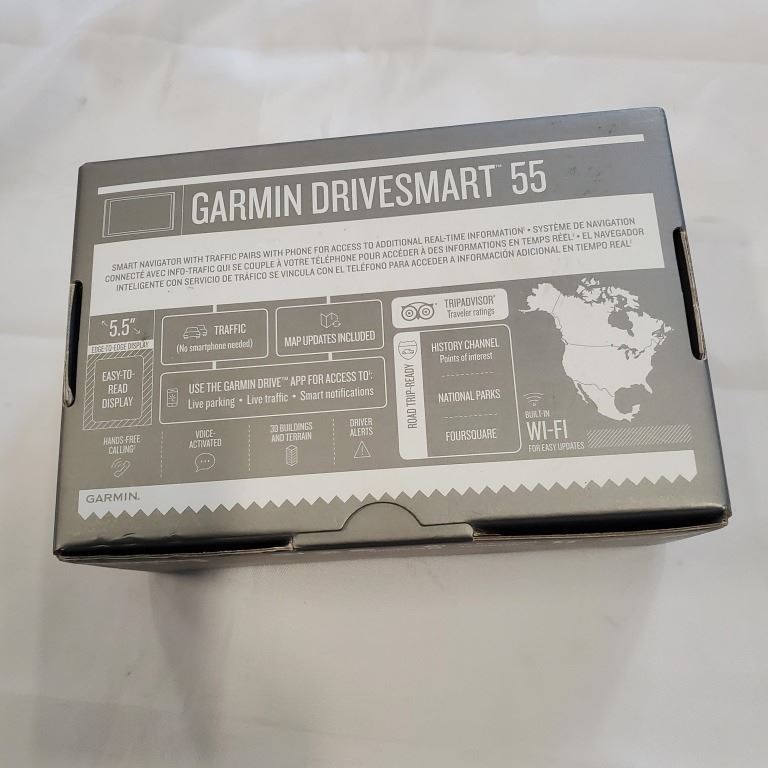 GARMIN DRIVESMART™ 55
SMART NAVIGATOR WITH TRAFFIC PAIRS WITH PHONE FOR ACCESS TO ADDITIONAL REAL-TIME INFORMATION¹ • SYSTÈME DE NAVIGATION
CONNECTÉ AVEC INFO-TRAFIC QUI SE COUPLE À VOTRE TÉLÉPHONE POUR ACCÉDER À DES INFORMATIONS EN TEMPS RÉEL¹ • EL NAVEGADOR
INTELIGENTE CON SERVICIO DE TRÁFICO SE VINCULA CON EL TELÉFONO PARA ACCEDER A INFORMACIÓN ADICIONAL EN TIEMPO REAL¹
5.5"
EDGE-TO-EDGE DISPLAY
EASY-TO-
READ
DISPLAY
TRAFFIC
(No smartphone needed)
MAP UPDATES INCLUDED
USE THE GARMIN DRIVE™ APP FOR ACCESS TO¹:
Live parking • Live traffic • Smart notifications
HANDS-FREE
CALLING¹
VOICE-
ACTIVATED
3D BUILDINGS
AND TERRAIN
DRIVER
ALERTS
TRIPADVISOR®
Traveler ratings
ROAD TRIP-READY
HISTORY CHANNEL
Points of interest
NATIONAL PARKS
FOURSQUARE
BUILT-IN
WI-FI
FOR EASY UPDATES
GARMIN.